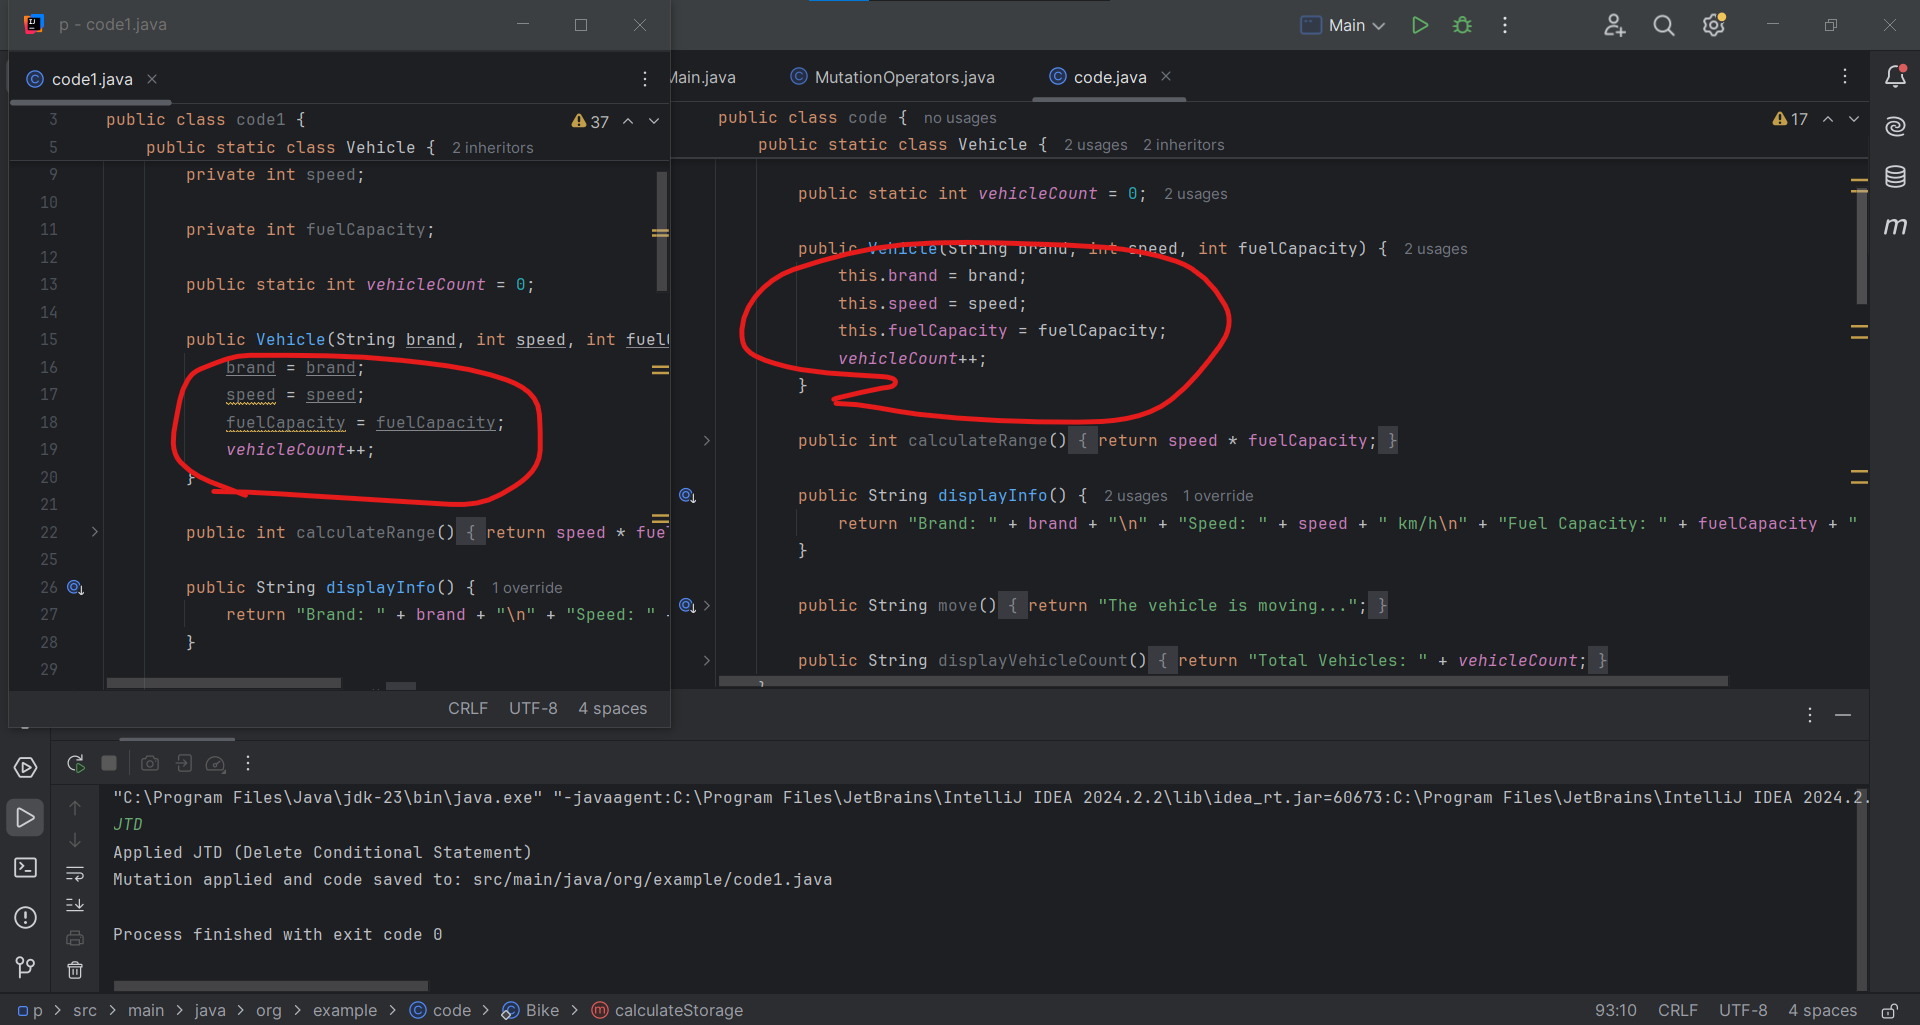 p - code1.java
Main
code1.java
Main.java
MutationOperators.java
code.java
3 public class code1 {
37
5 public static class Vehicle { 2 inheritors
9 private int speed;
10
11 private int fuelCapacity;
12
13 public static int vehicleCount = 0;
14
15 public Vehicle(String brand, int speed, int fuel
16 brand = brand;
17 speed = speed;
18 fuelCapacity = fuelCapacity;
19 vehicleCount++;
20 }
21
22 public int calculateRange() { return speed * fue
25
26 public String displayInfo() { 1 override
27 return "Brand: " + brand + "\n" + "Speed: " +
28 }
29
CRLF UTF-8 4 spaces
public class code { no usages
17
public static class Vehicle { 2 usages 2 inheritors
public static int vehicleCount = 0; 2 usages
public Vehicle(String brand, int speed, int fuelCapacity) { 2 usages
this.brand = brand;
this.speed = speed;
this.fuelCapacity = fuelCapacity;
vehicleCount++;
}
public int calculateRange() { return speed * fuelCapacity; }
public String displayInfo() { 2 usages 1 override
return "Brand: " + brand + "\n" + "Speed: " + speed + " km/h\n" + "Fuel Capacity: " + fuelCapacity + "
}
public String move() { return "The vehicle is moving..."; }
public String displayVehicleCount() { return "Total Vehicles: " + vehicleCount; }
"C:\Program Files\Java\jdk-23\bin\java.exe" "-javaagent:C:\Program Files\JetBrains\IntelliJ IDEA 2024.2.2\lib\idea_rt.jar=60673:C:\Program Files\JetBrains\IntelliJ IDEA 2024.2.
JTD
Applied JTD (Delete Conditional Statement)
Mutation applied and code saved to: src/main/java/org/example/code1.java
Process finished with exit code 0
p > src > main > java > org > example > code > Bike > calculateStorage
93:10 CRLF UTF-8 4 spaces